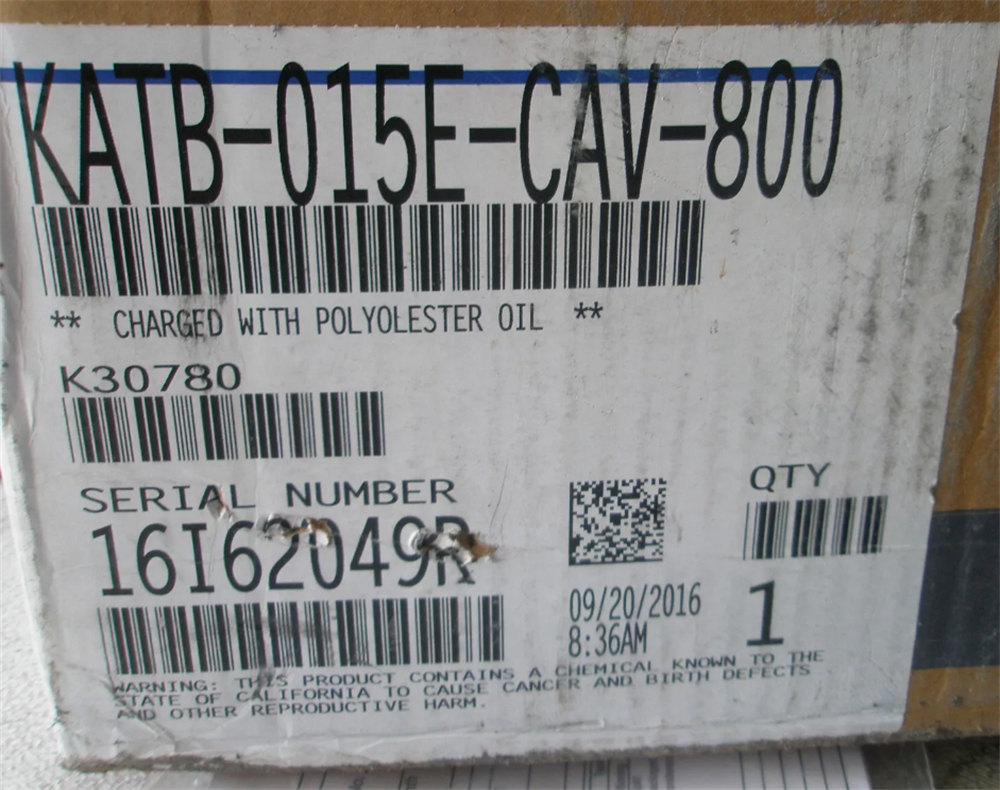 KATB-015E-CAV-800
** CHARGED WITH POLYOLESTER OIL **
K30780
SERIAL NUMBER
16I62049R
QTY
1
09/20/2016
8:36AM
WARNING: THIS PRODUCT CONTAINS A CHEMICAL KNOWN TO THE
STATE OF CALIFORNIA TO CAUSE CANCER AND BIRTH DEFECTS
AND OTHER REPRODUCTIVE HARM.